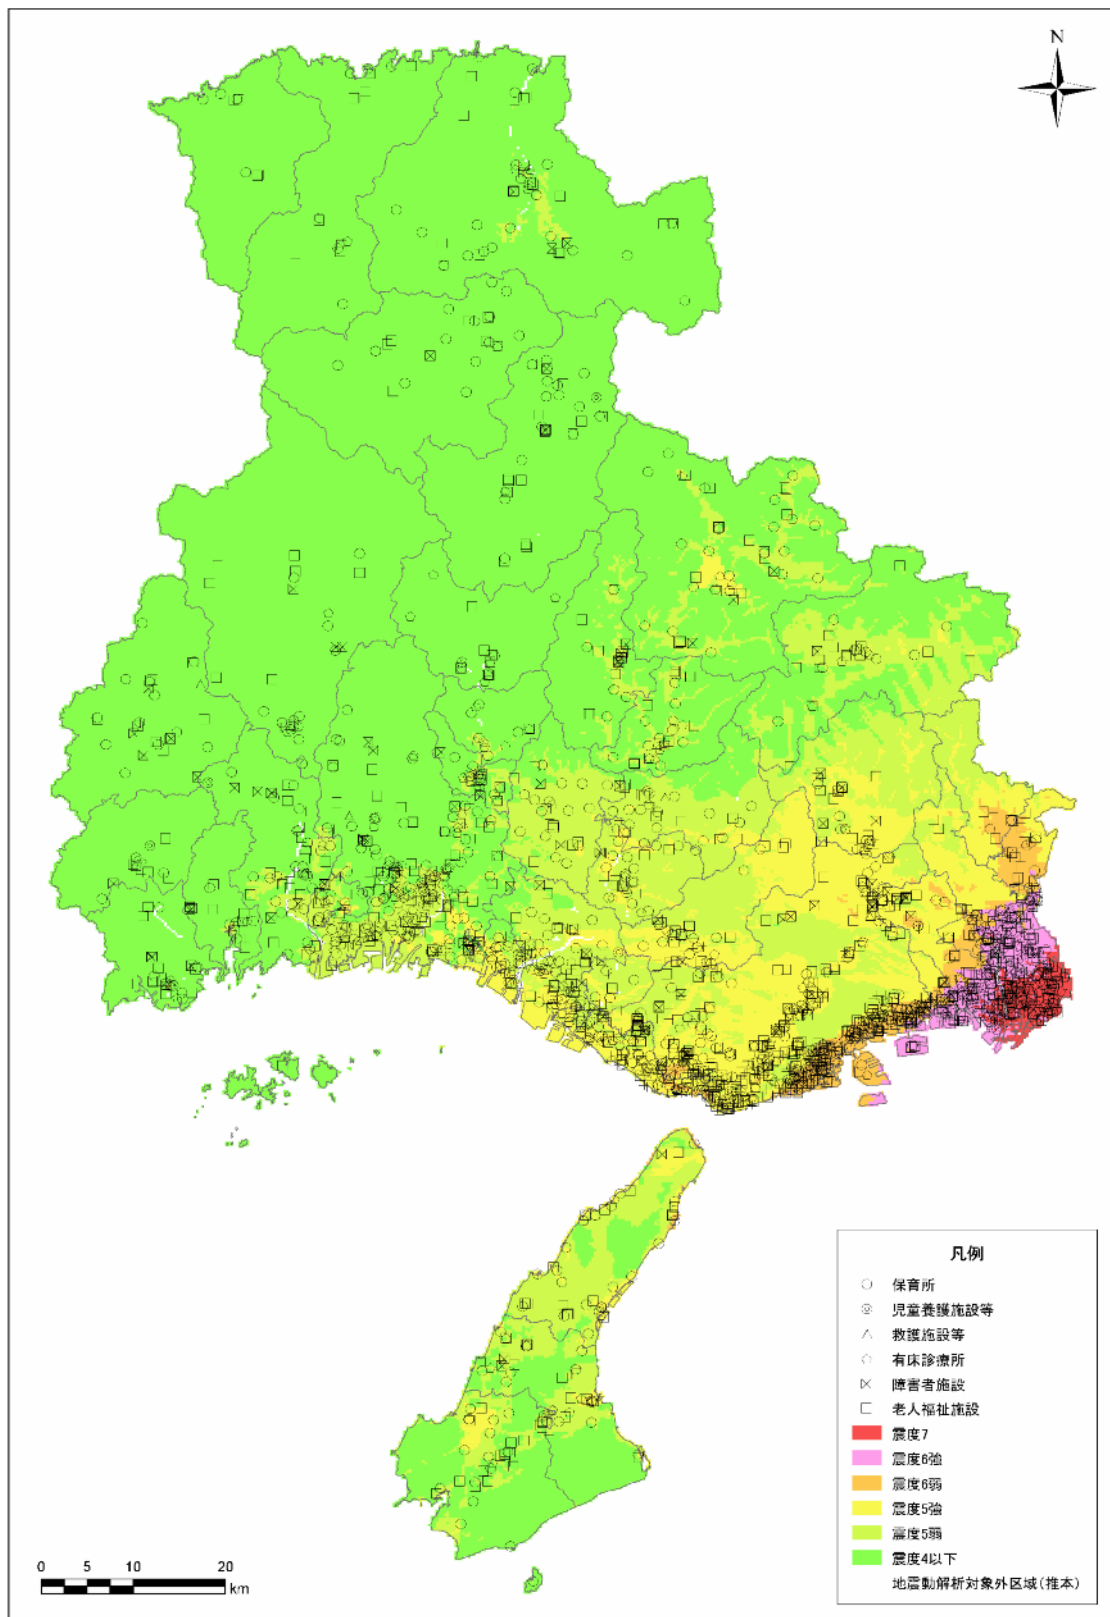 N
凡例
保育所
児童養護施設等
救護施設等
有床診療所
障害者施設
老人福祉施設
震度7
震度6強
震度6弱
震度5強
震度5弱
震度4以下
地震動解析対象外区域(推本)
0 5 10 20
km